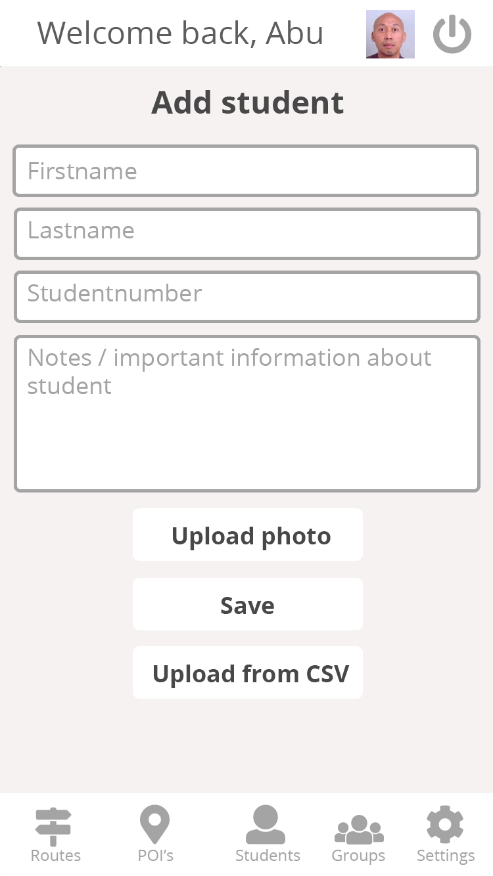 Welcome back, Abu
Add student
Firstname
Lastname
Studentnumber
Notes / important information about
student
Upload photo
Save
Upload from CSV
Routes POI's Students Groups Settings